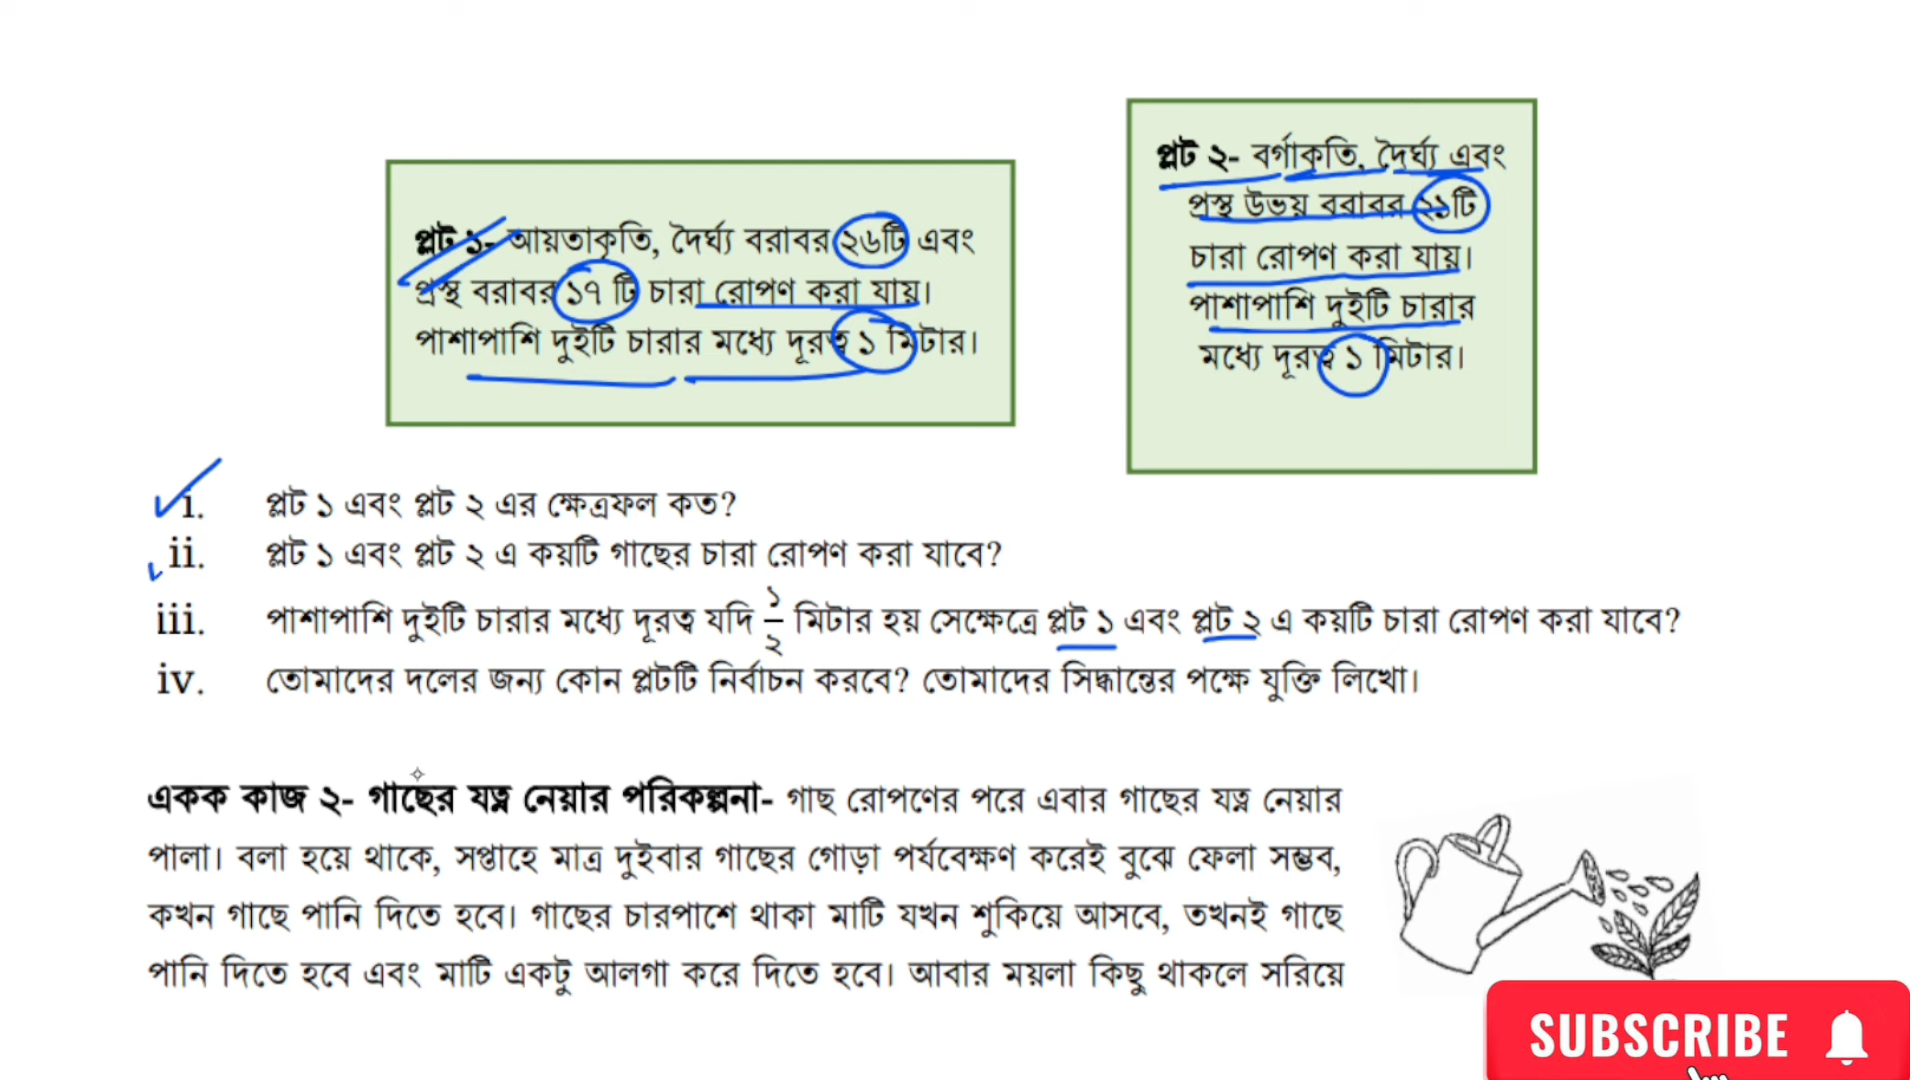 প্লট ১- আয়তাকৃতি, দৈর্ঘ্য বরাবর ২৬টি এবং
প্রস্থ বরাবর ১৭ টি চারা রোপণ করা যায়।
পাশাপাশি দুইটি চারার মধ্যে দূরত্ব ১ মিটার।
প্লট ২- বর্গাকৃতি, দৈর্ঘ্য এবং
প্রস্থ উভয় বরাবর ২১টি
চারা রোপণ করা যায়।
পাশাপাশি দুইটি চারার
মধ্যে দূরত্ব ১ মিটার।
i. প্লট ১ এবং প্লট ২ এর ক্ষেত্রফল কত?
ii. প্লট ১ এবং প্লট ২ এ কয়টি গাছের চারা রোপণ করা যাবে?
iii. পাশাপাশি দুইটি চারার মধ্যে দূরত্ব যদি ১/২ মিটার হয় সেক্ষেত্রে প্লট ১ এবং প্লট ২ এ কয়টি চারা রোপণ করা যাবে?
iv. তোমাদের দলের জন্য কোন প্লটটি নির্বাচন করবে? তোমাদের সিদ্ধান্তের পক্ষে যুক্তি লিখো।
একক কাজ ২- গাছের যত্ন নেয়ার পরিকল্পনা- গাছ রোপণের পরে এবার গাছের যত্ন নেয়ার
পালা। বলা হয়ে থাকে, সপ্তাহে মাত্র দুইবার গাছের গোড়া পর্যবেক্ষণ করেই বুঝে ফেলা সম্ভব,
কখন গাছে পানি দিতে হবে। গাছের চারপাশে থাকা মাটি যখন শুকিয়ে আসবে, তখনই গাছে
পানি দিতে হবে এবং মাটি একটু আলগা করে দিতে হবে। আবার ময়লা কিছু থাকলে সরিয়ে
SUBSCRIBE